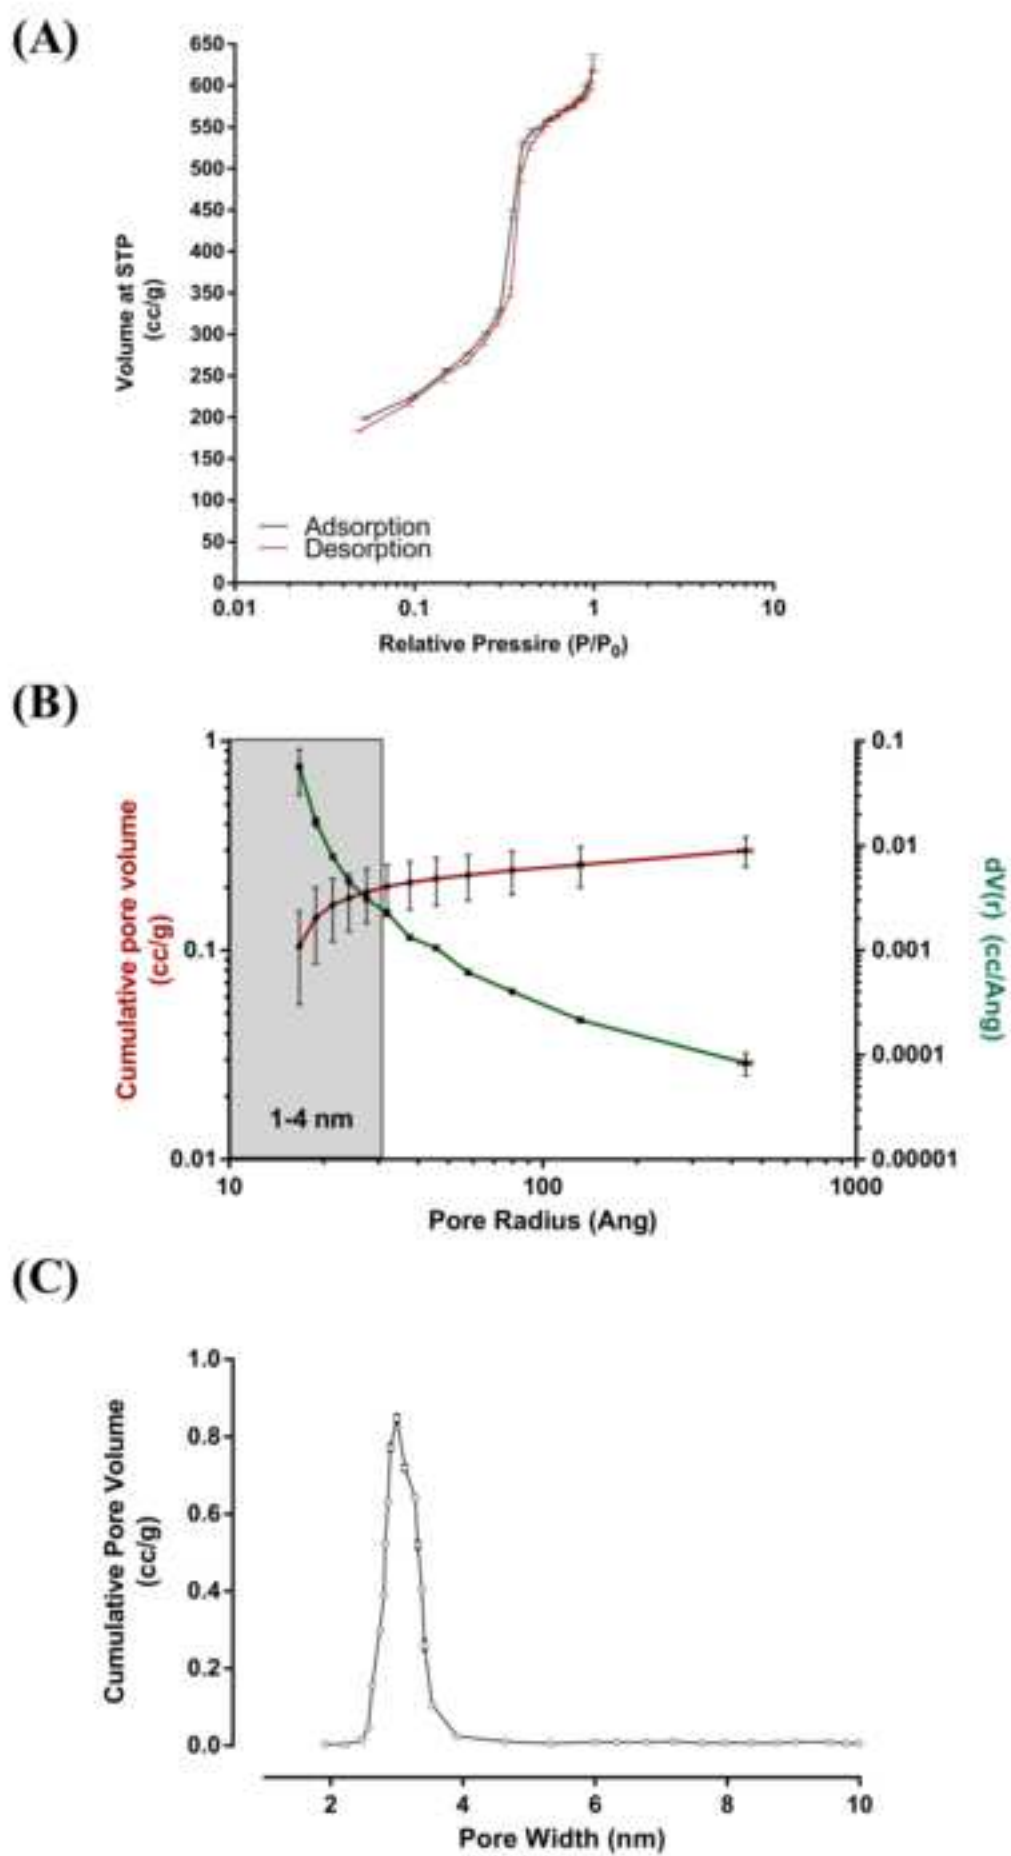 (A)
650
600
550
500
450
400
350
300
250
200
150
100
50
0
Volume at STP
(cc/g)
Adsorption
Desorption
0.01 0.1 1 10
Relative Pressire (P/P0)
(B)
1
0.1
0.01
Cumulative pore volume
(cc/g)
0.1
0.01
0.001
0.0001
0.00001
dV(r) (cc/Ang)
1-4 nm
10 100 1000
Pore Radius (Ang)
(C)
1.0
0.8
0.6
0.4
0.2
0.0
Cumulative Pore Volume
(cc/g)
2 4 6 8 10
Pore Width (nm)